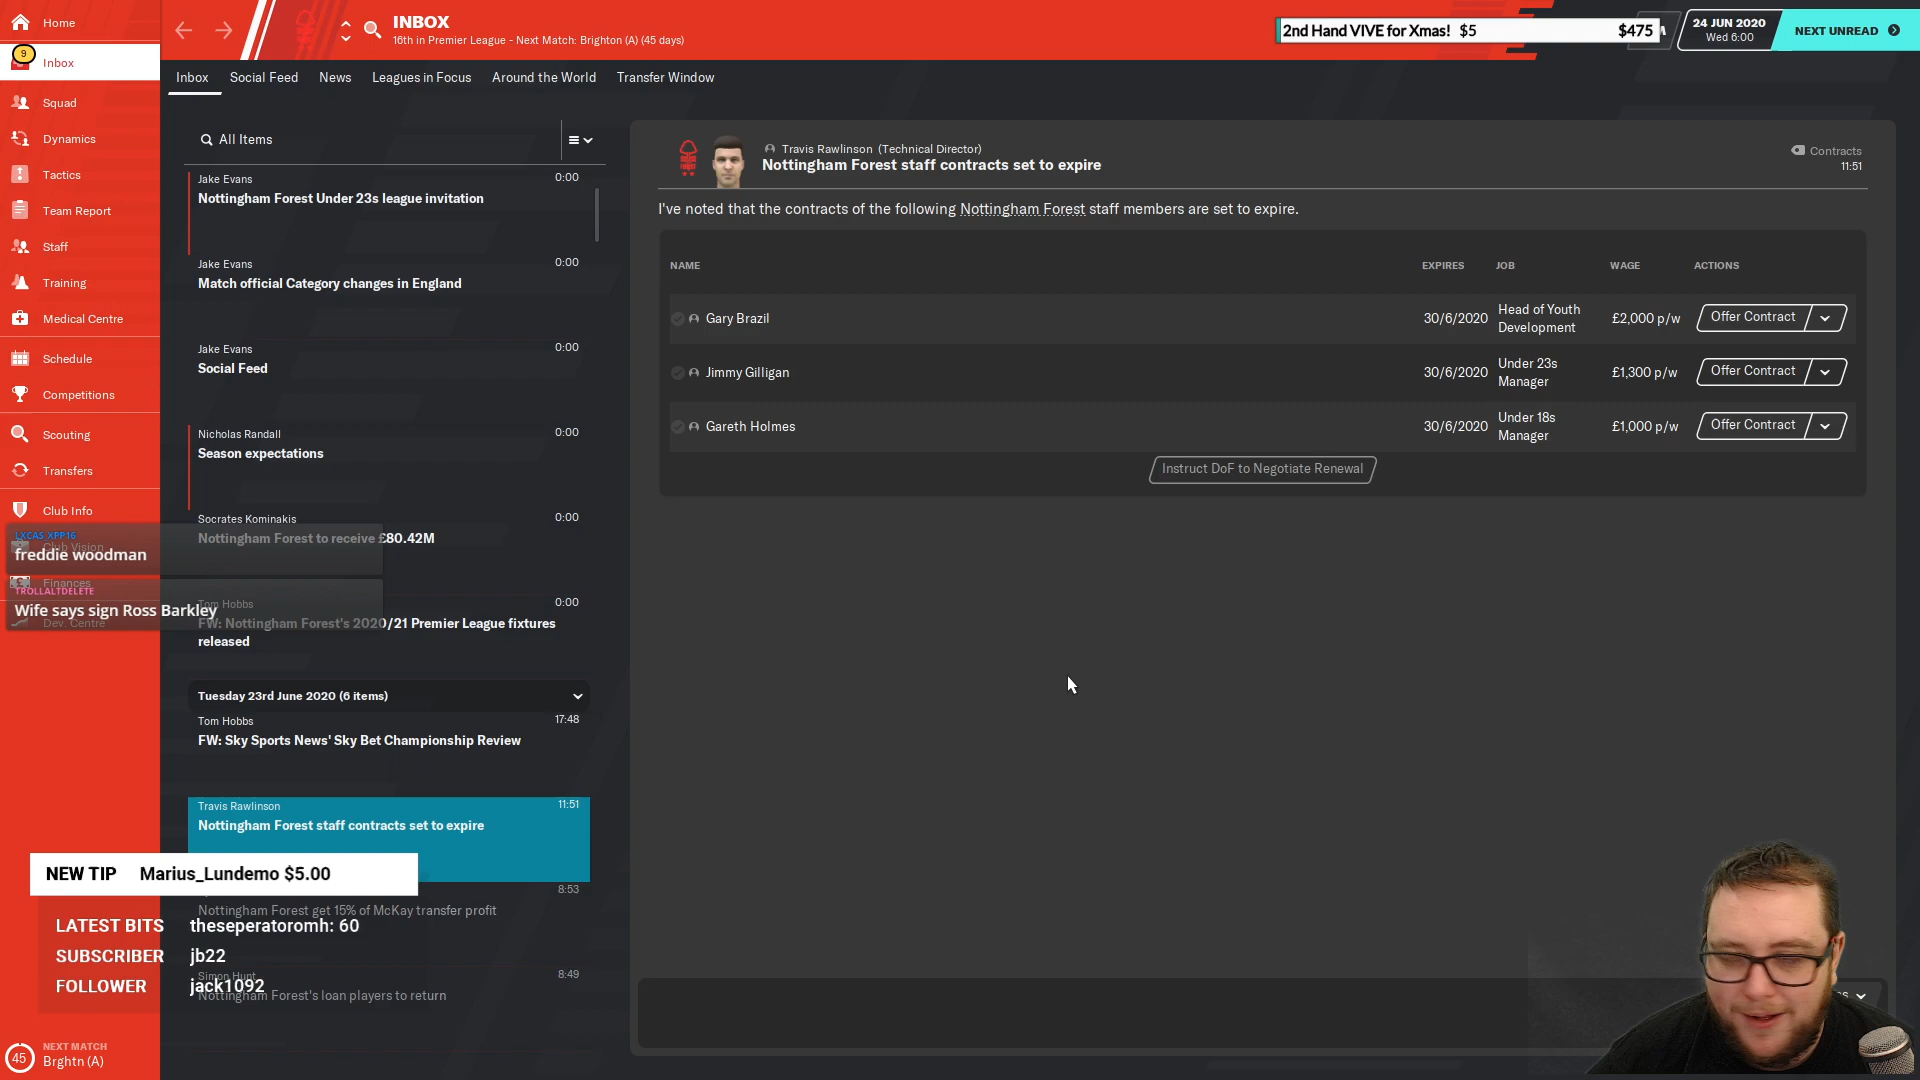 Home
9
Inbox
Squad
Dynamics
Tactics
Team Report
Staff
Training
Medical Centre
Schedule
Competitions
Scouting
Transfers
Club Info
Club Vision
Finances
Dev. Centre
LXCAS_XPP16
freddie woodman
TROLLALTDELETE
Wife says sign Ross Barkley
INBOX
16th in Premier League - Next Match: Brighton (A) (45 days)
2nd Hand VIVE for Xmas! $5 $475
24 JUN 2020
Wed 6:00
NEXT UNREAD
Inbox Social Feed News Leagues in Focus Around the World Transfer Window
All Items
Jake Evans 0:00
Nottingham Forest Under 23s league invitation
Jake Evans 0:00
Match official Category changes in England
Jake Evans 0:00
Social Feed
Nicholas Randall 0:00
Season expectations
Socrates Kominakis 0:00
Nottingham Forest to receive £80.42M
Tom Hobbs 0:00
FW: Nottingham Forest's 2020/21 Premier League fixtures
released
Tuesday 23rd June 2020 (6 items)
Tom Hobbs 17:48
FW: Sky Sports News' Sky Bet Championship Review
Travis Rawlinson 11:51
Nottingham Forest staff contracts set to expire
8:53
Nottingham Forest get 15% of McKay transfer profit
Simon Hunt 8:49
Nottingham Forest's loan players to return
NEW TIP Marius_Lundemo $5.00
LATEST BITS theseperatoromh: 60
SUBSCRIBER jb22
FOLLOWER jack1092
45
NEXT MATCH
Brghtn (A)
Travis Rawlinson (Technical Director)
Nottingham Forest staff contracts set to expire
Contracts
11:51
I've noted that the contracts of the following Nottingham Forest staff members are set to expire.
NAME EXPIRES JOB WAGE ACTIONS
Gary Brazil 30/6/2020 Head of Youth Development £2,000 p/w Offer Contract
Jimmy Gilligan 30/6/2020 Under 23s Manager £1,300 p/w Offer Contract
Gareth Holmes 30/6/2020 Under 18s Manager £1,000 p/w Offer Contract
Instruct DoF to Negotiate Renewal